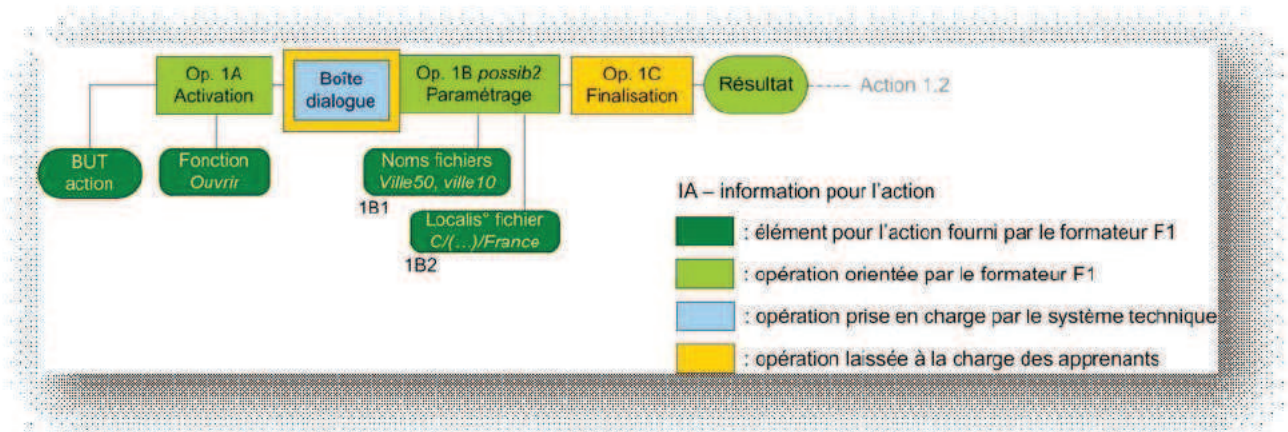 Op. 1A
Activation
Boîte
dialogue
Op. 1B possib2
Paramétrage
Op. 1C
Finalisation
Résultat
Action 1.2
BUT
action
Fonction
Ouvrir
Noms fichiers
Ville50, ville10
1B1
Localis° fichier
C/(...)/France
1B2
IA – information pour l'action
: élément pour l'action fourni par le formateur F1
: opération orientée par le formateur F1
: opération prise en charge par le système technique
: opération laissée à la charge des apprenants